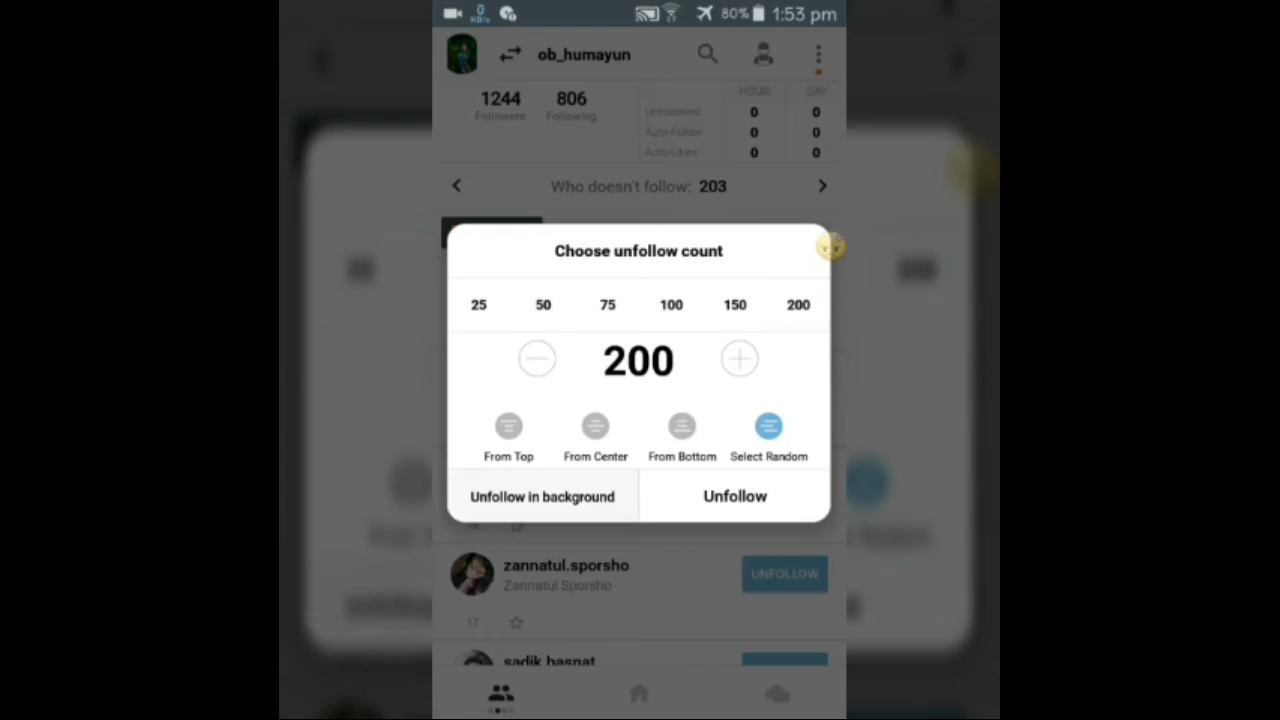 0
KB/s
80%
1:53 pm
ob_humayun
1244
806
Followers
Following
HOUR
DAY
Unfollowed
0
0
Auto-Follow
0
0
Auto-Likes
0
0
Who doesn't follow: 203
Choose unfollow count
25
50
75
100
150
200
200
From Top
From Center
From Bottom
Select Random
Unfollow in background
Unfollow
zannatul.sporsho
Zannatul Sporsho
UNFOLLOW
17